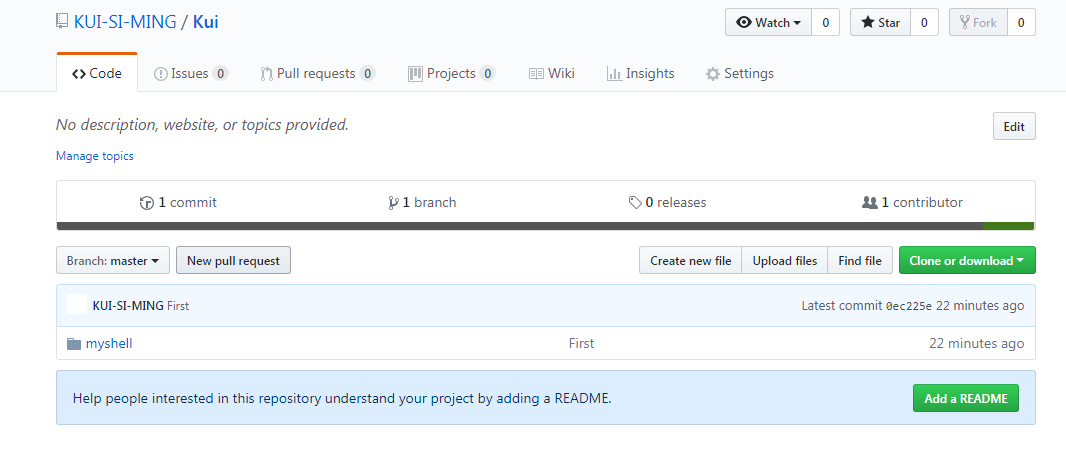 KUI-SI-MING / Kui
Watch 0 Star 0 Fork 0
Code Issues 0 Pull requests 0 Projects 0 Wiki Insights Settings
No description, website, or topics provided. Edit
Manage topics
1 commit 1 branch 0 releases 1 contributor
Branch: master New pull request Create new file Upload files Find file Clone or download
KUI-SI-MING First Latest commit 0ec225e 22 minutes ago
myshell First 22 minutes ago
Help people interested in this repository understand your project by adding a README. Add a README